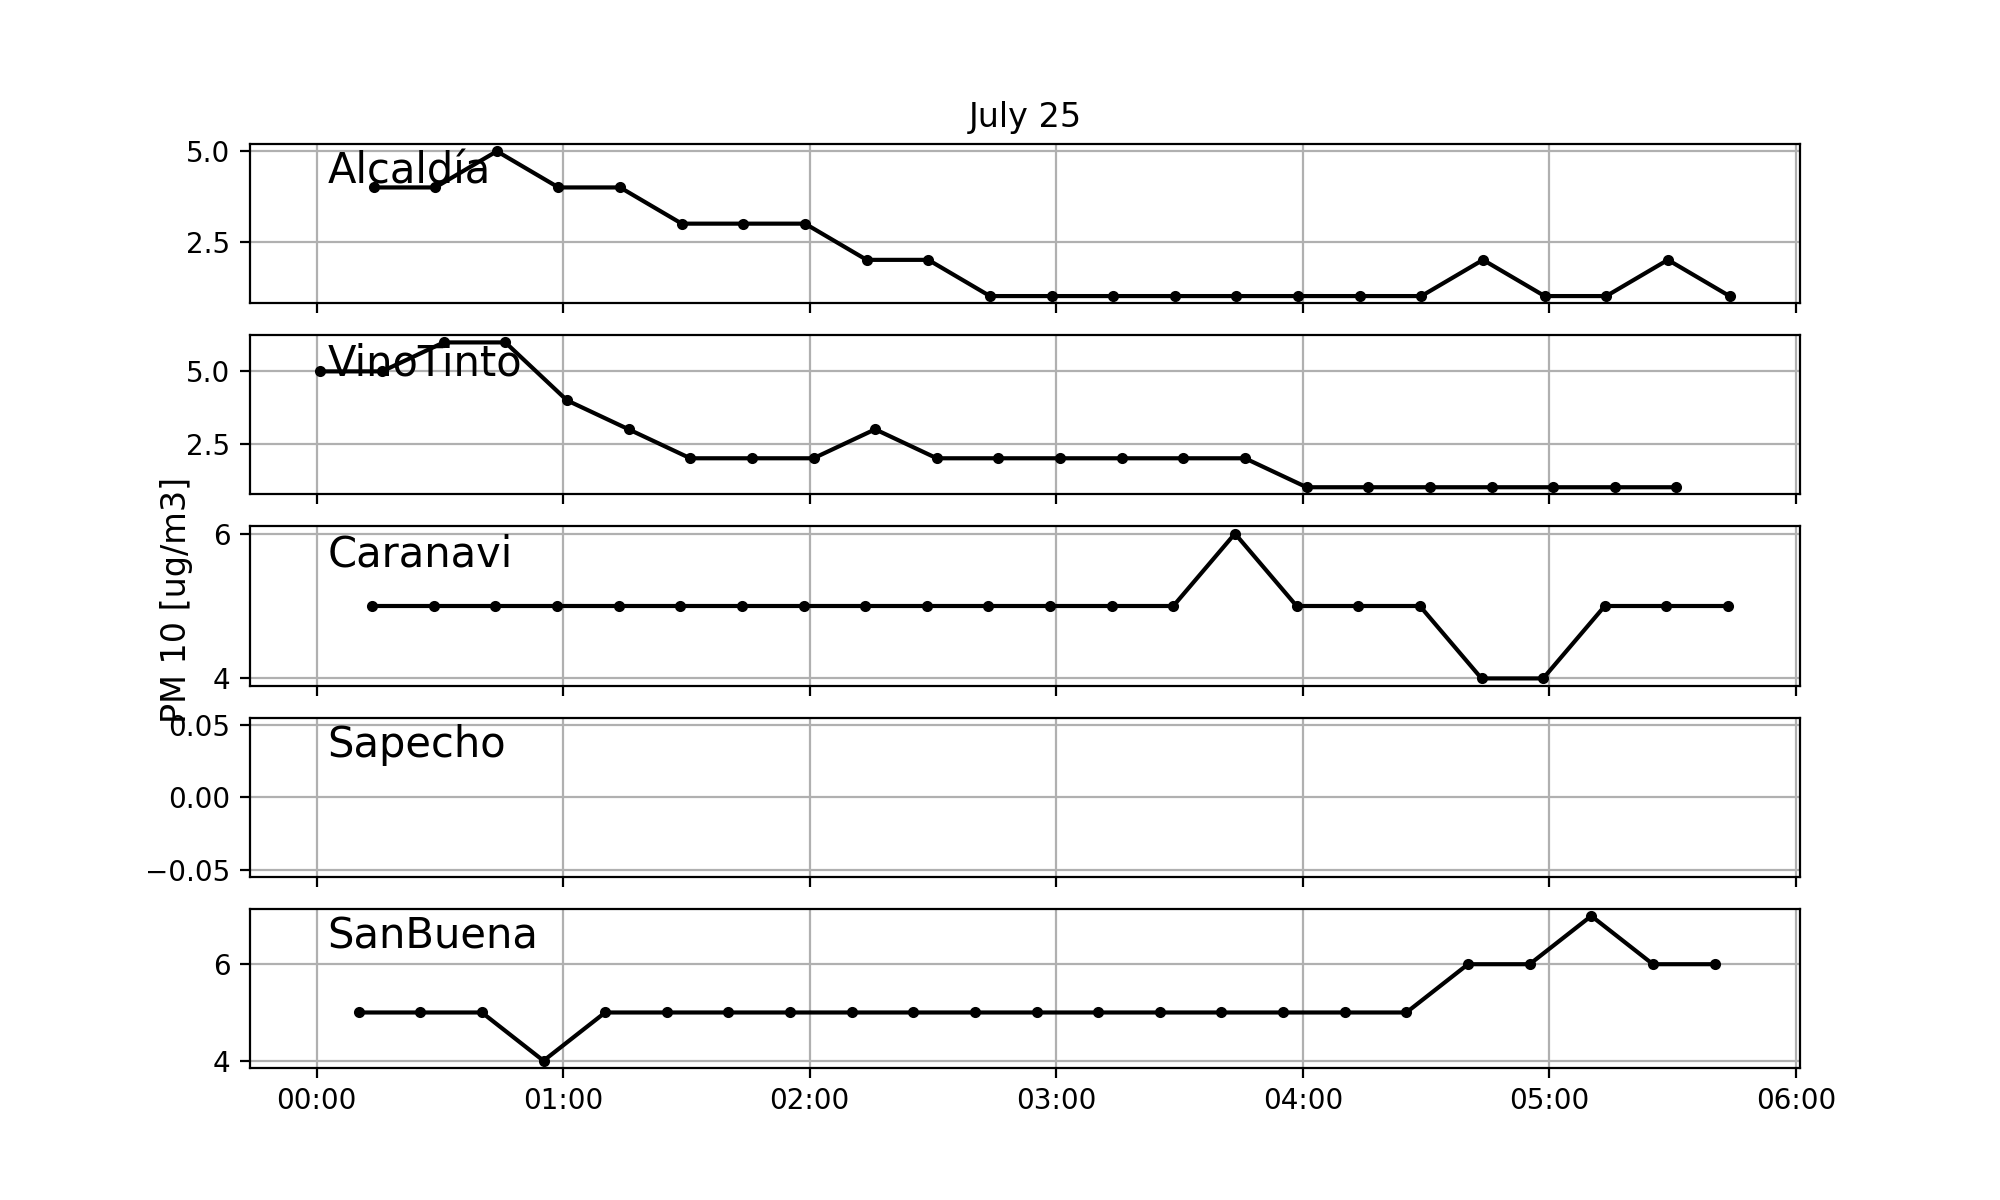 July 25
PM 10 [ug/m3]
5.0
Alcaldía
2.5
VinoTinto
5.0
2.5
6
Caranavi
4
0.05
Sapecho
0.00
−0.05
SanBuena
6
4
00:00 01:00 02:00 03:00 04:00 05:00 06:00